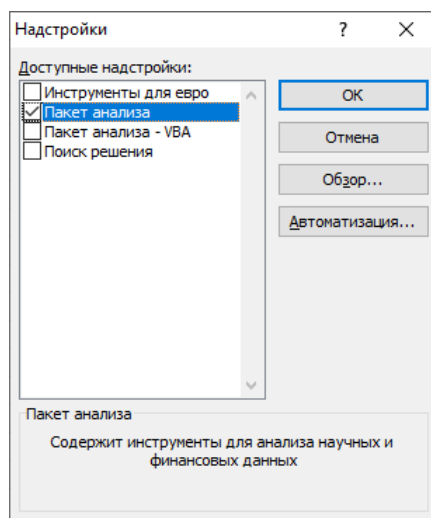 Надстройки ?
Доступные надстройки:
Инструменты для евро
Пакет анализа
Пакет анализа - VBA
Поиск решения
ОК
Отмена
Обзор...
Автоматизация...
Пакет анализа
Содержит инструменты для анализа научных и
финансовых данных